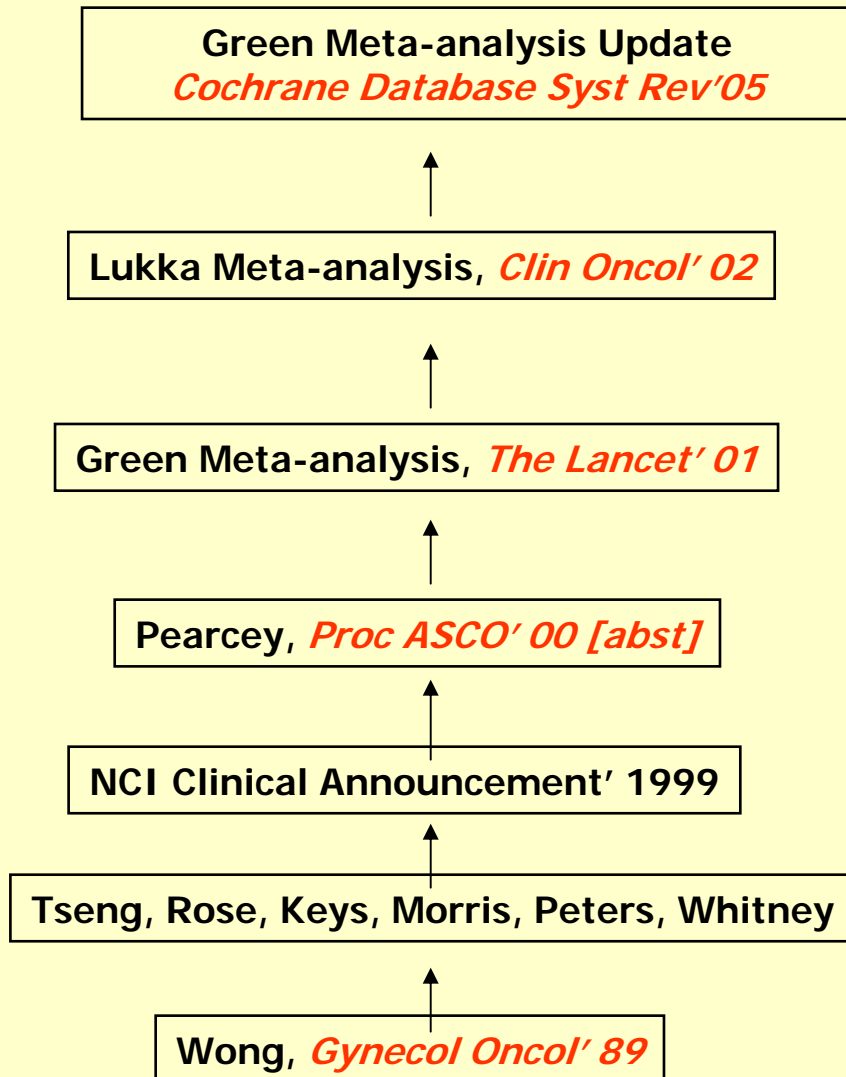 Green Meta-analysis Update
Cochrane Database Syst Rev'05
Lukka Meta-analysis, Clin Oncol' 02
Green Meta-analysis, The Lancet' 01
Pearcey, Proc ASCO' 00 [abst]
NCI Clinical Announcement' 1999
Tseng, Rose, Keys, Morris, Peters, Whitney
Wong, Gynecol Oncol' 89